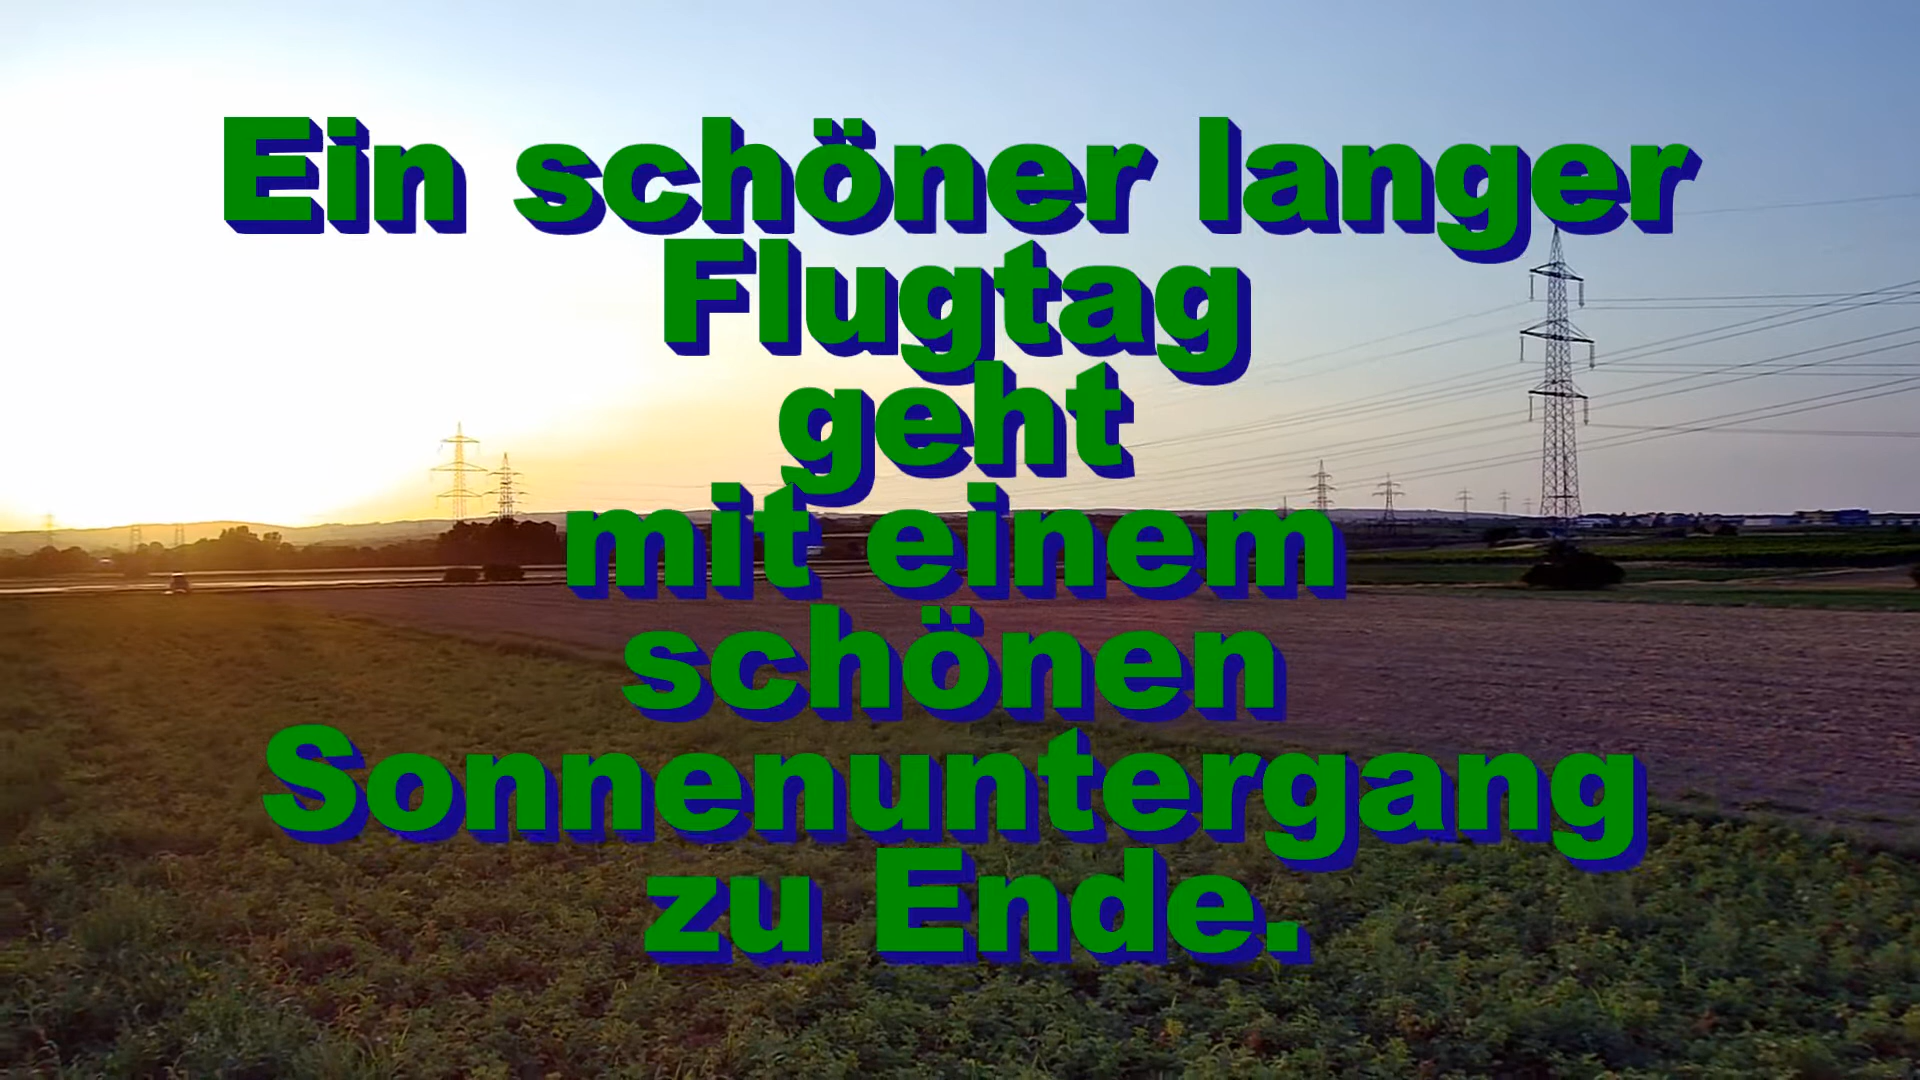 Ein schöner langer
Flugtag
geht
mit einem
schönen
Sonnenuntergang
zu Ende.